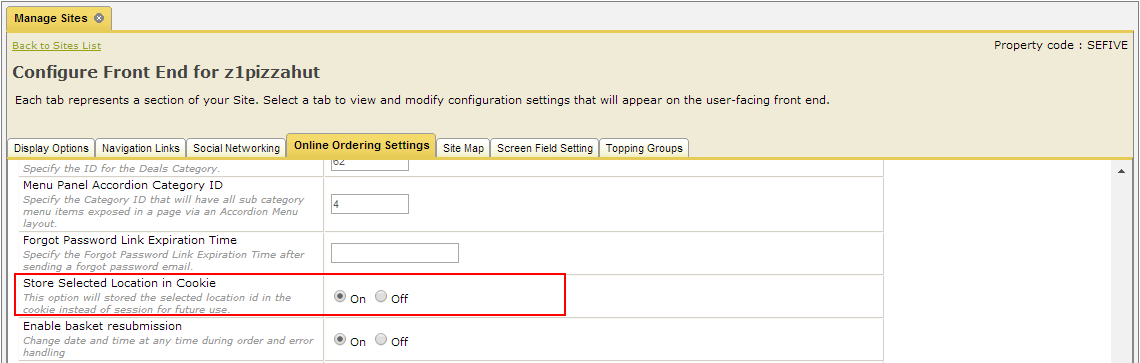 Manage Sites
Back to Sites List
Property code : SEFIVE
Configure Front End for z1pizzahut
Each tab represents a section of your Site. Select a tab to view and modify configuration settings that will appear on the user-facing front end.
Display Options Navigation Links Social Networking Online Ordering Settings Site Map Screen Field Setting Topping Groups
Specify the ID for the Deals Category.
62
Menu Panel Accordion Category ID
Specify the Category ID that will have all sub category
menu items exposed in a page via an Accordion Menu
layout.
4
Forgot Password Link Expiration Time
Specify the Forgot Password Link Expiration Time after
sending a forgot password email.
Store Selected Location in Cookie
This option will stored the selected location id in the
cookie instead of session for future use.
On Off
Enable basket resubmission
Change date and time at any time during order and error
handling
On Off